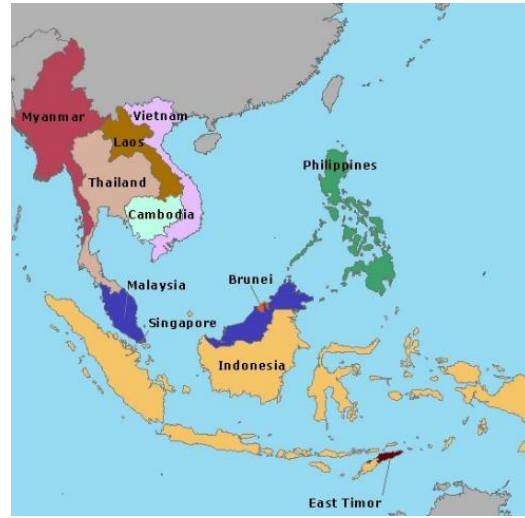 Myanmar
Vietnam
Laos
Philippines
Thailand
Cambodia
Brunei
Malaysia
Singapore
Indonesia
East Timor